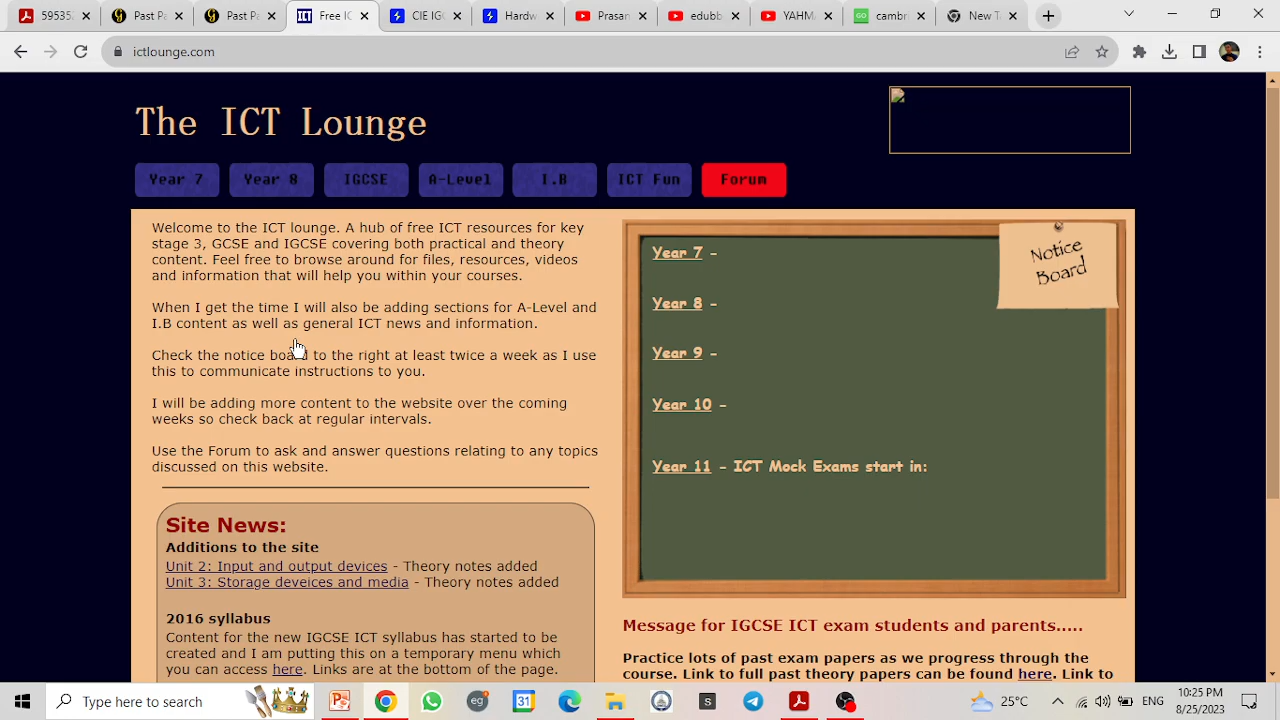 59553
Past P
Past P
Free IC
CIE IG
Hardw
Prasar
edub
YAHM
GO cambr
New T
ictlounge.com
The ICT Lounge
Year 7
Year 8
IGCSE
A-Level
I.B
ICT Fun
Forum
Welcome to the ICT lounge. A hub of free ICT resources for key
stage 3, GCSE and IGCSE covering both practical and theory
content. Feel free to browse around for files, resources, videos
and information that will help you within your courses.
When I get the time I will also be adding sections for A-Level and
I.B content as well as general ICT news and information.
Check the notice board to the right at least twice a week as I use
this to communicate instructions to you.
I will be adding more content to the website over the coming
weeks so check back at regular intervals.
Use the Forum to ask and answer questions relating to any topics
discussed on this website.
Site News:
Additions to the site
Unit 2: Input and output devices - Theory notes added
Unit 3: Storage deveices and media - Theory notes added
2016 syllabus
Content for the new IGCSE ICT syllabus has started to be
created and I am putting this on a temporary menu which
you can access here. Links are at the bottom of the page.
Notice
Board
Year 7 -
Year 8 -
Year 9 -
Year 10 -
Year 11 - ICT Mock Exams start in:
Message for IGCSE ICT exam students and parents.....
Practice lots of past exam papers as we progress through the
course. Link to full past theory papers can be found here. Link to
Type here to search
eg
31
S
25°C
ENG
10:25 PM
8/25/2023